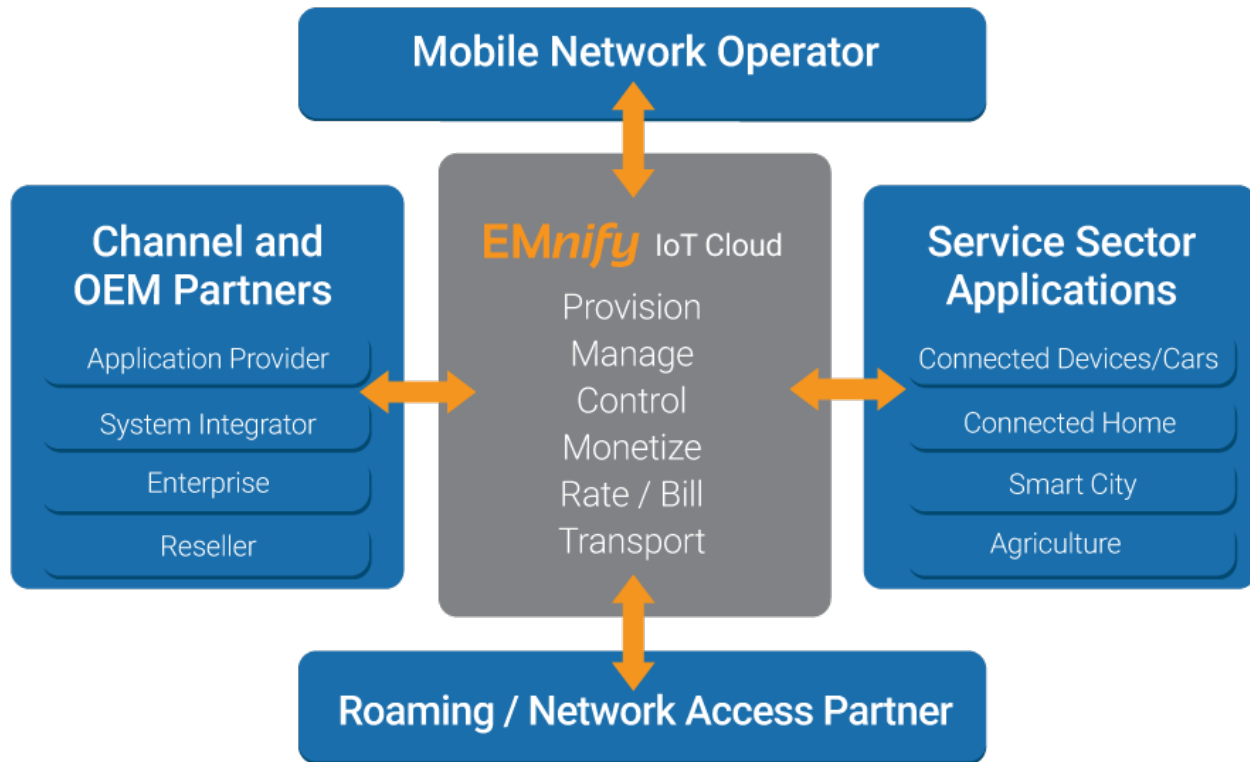 Mobile Network Operator
Channel and
OEM Partners
Application Provider
System Integrator
Enterprise
Reseller
EMnify IoT Cloud
Provision
Manage
Control
Monetize
Rate / Bill
Transport
Service Sector
Applications
Connected Devices/Cars
Connected Home
Smart City
Agriculture
Roaming / Network Access Partner